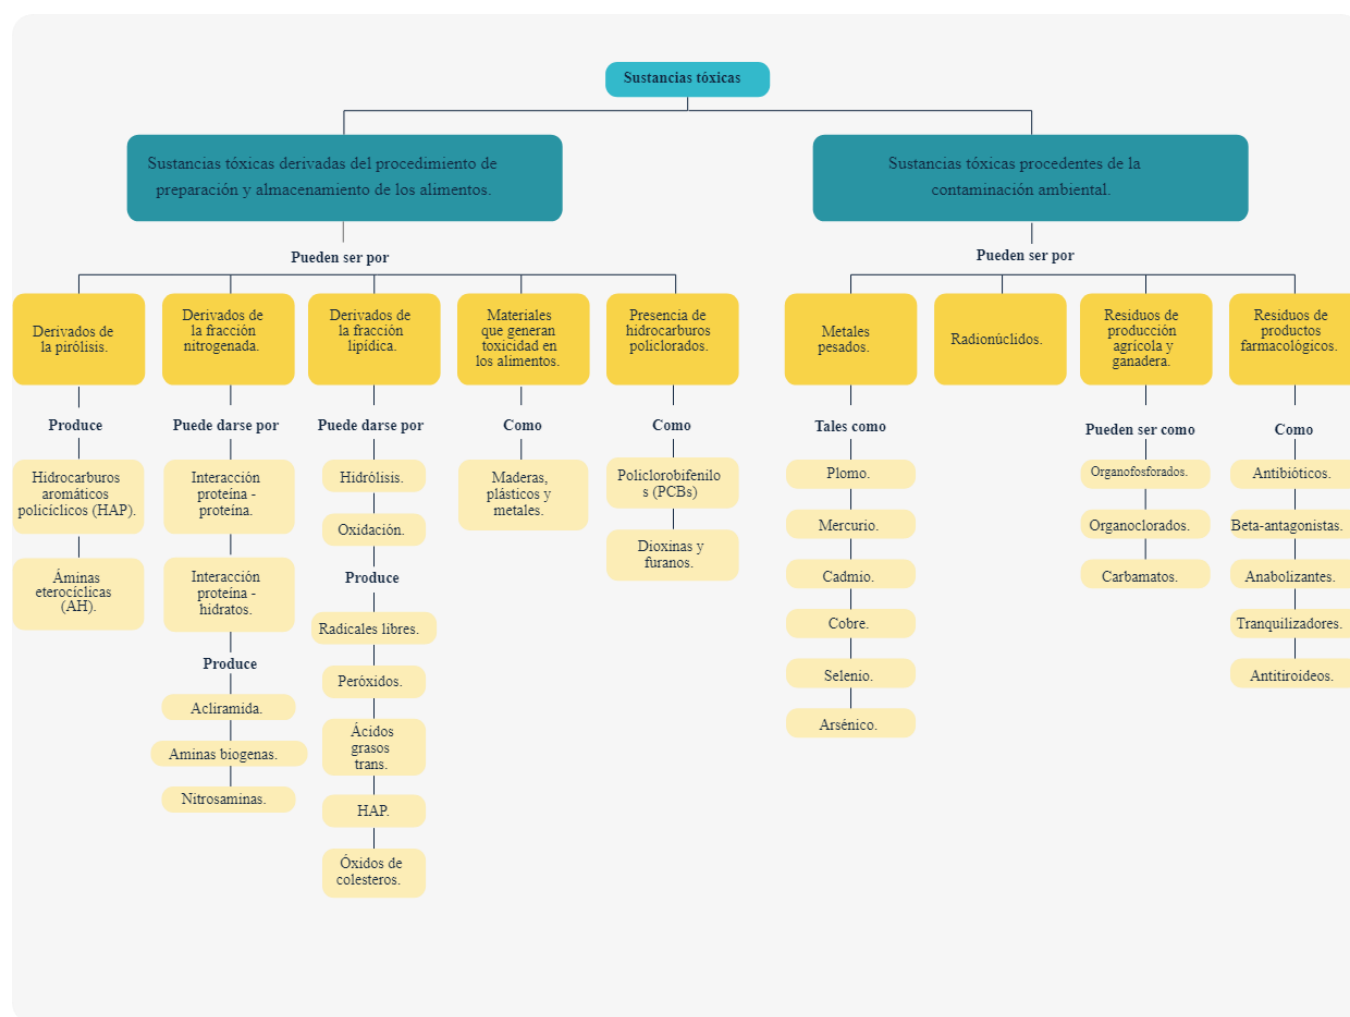 Sustancias tóxicas
Sustancias tóxicas derivadas del procedimiento de
preparación y almacenamiento de los alimentos.
Sustancias tóxicas procedentes de la
contaminación ambiental.
Pueden ser por
Pueden ser por
Derivados de
la pirólisis.
Derivados de
la fracción
nitrogenada.
Derivados de
la fracción
lipídica.
Materiales
que generan
toxicidad en
los alimentos.
Presencia de
hidrocarburos
policlorados.
Metales
pesados.
Radionúclidos.
Residuos de
producción
agrícola y
ganadera.
Residuos de
productos
farmacológicos.
Produce
Puede darse por
Puede darse por
Como
Como
Tales como
Pueden ser como
Como
Hidrocarburos
aromáticos
policíclicos (HAP).
Áminas
eterocíclicas
(AH).
Interacción
proteína -
proteína.
Interacción
proteína -
hidratos.
Produce
Acliramida.
Aminas biogenas.
Nitrosaminas.
Hidrólisis.
Oxidación.
Produce
Radicales libres.
Peróxidos.
Ácidos
grasos
trans.
HAP.
Óxidos de
colesteros.
Maderas,
plásticos y
metales.
Policlorobifenilo
s (PCBs)
Dioxinas y
furanos.
Plomo.
Mercurio.
Cadmio.
Cobre.
Selenio.
Arsénico.
Organofosforados.
Organoclorados.
Carbamatos.
Antibióticos.
Beta-antagonistas.
Anabolizantes.
Tranquilizadores.
Antitiroideos.